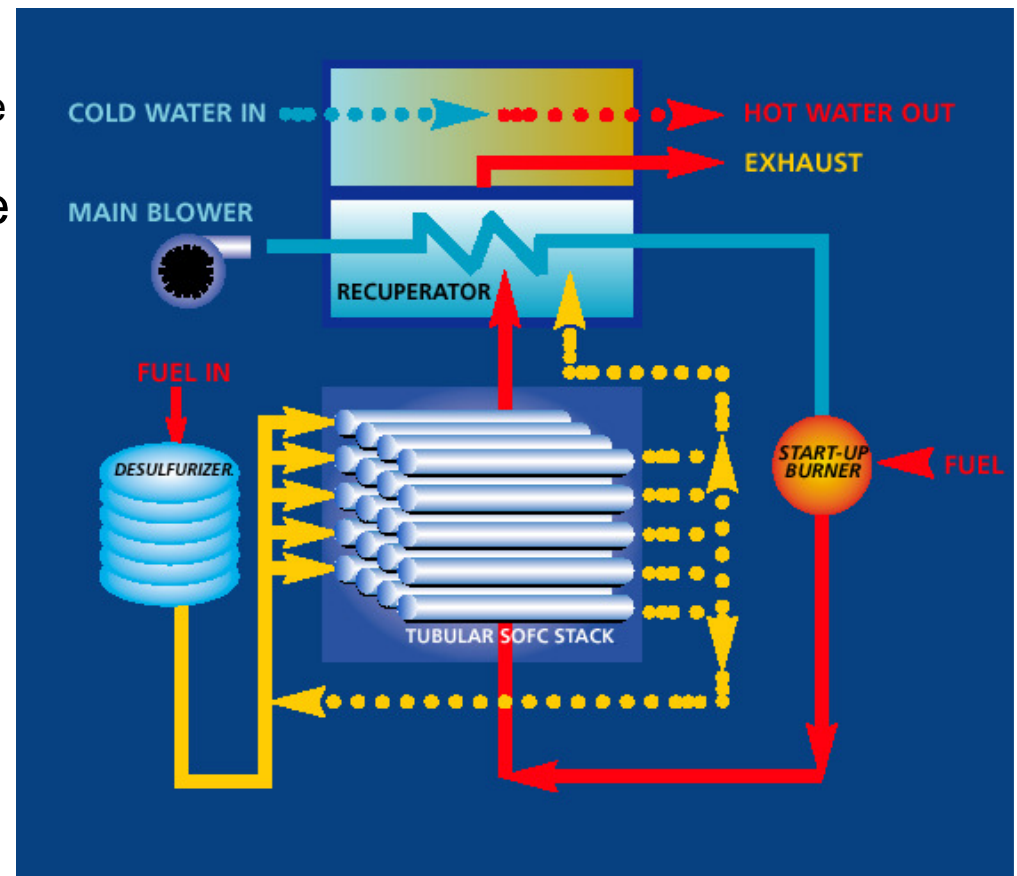 e
COLD WATER IN
HOT WATER OUT
EXHAUST
e
MAIN BLOWER
RECUPERATOR
FUEL IN
DESULFURIZER
START-UP
BURNER
FUEL
TUBULAR SOFC STACK